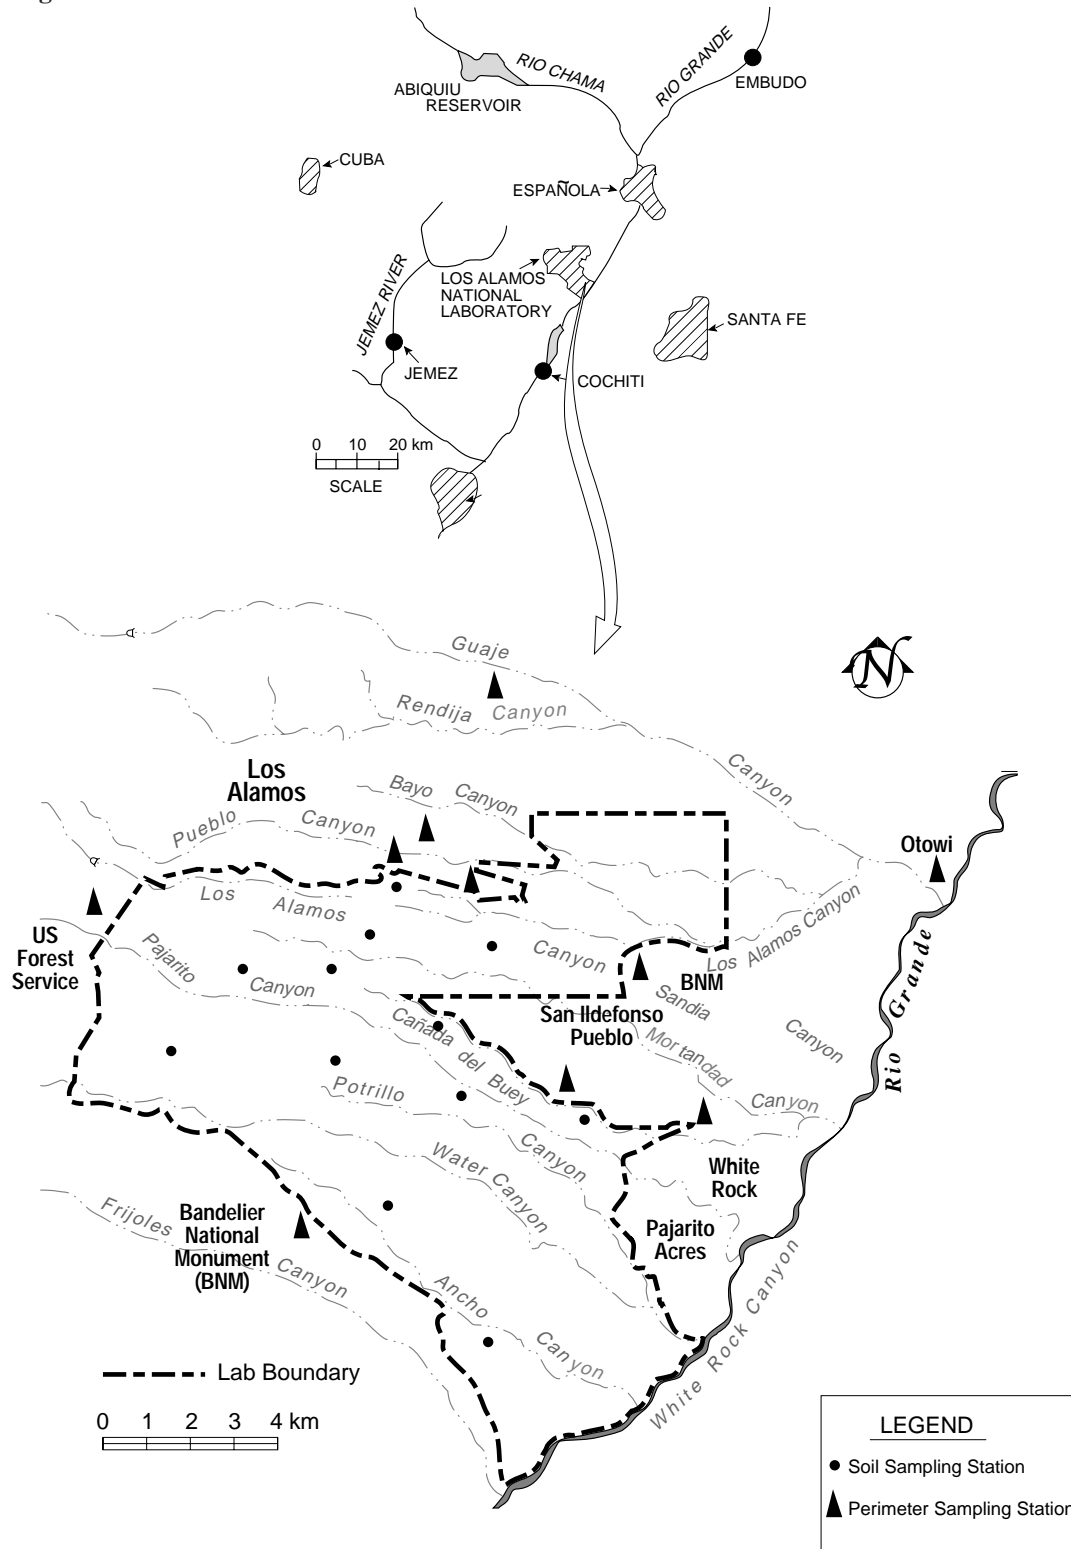 RIO CHAMA
RIO GRANDE
EMBUDO
ABIQUIU
RESERVOIR
CUBA
ESPAÑOLA
LOS ALAMOS
NATIONAL
LABORATORY
SANTA FE
JEMEZ RIVER
JEMEZ
COCHITI
0 10 20 km
SCALE
N
Guaje
Canyon
Rendija Canyon
Los
Alamos
Bayo Canyon
Pueblo Canyon
Otowi
Los Alamos Canyon
Los Alamos Canyon
US
Forest
Service
Pajarito Canyon
BNM
Sandia Canyon
San Ildefonso
Pueblo
Mortandad Canyon
Cañada del Buey
Rio Grande
Potrillo Canyon
Water Canyon
White
Rock
Pajarito
Acres
Bandelier
National
Monument
(BNM)
Frijoles Canyon
Ancho Canyon
White Rock Canyon
Lab Boundary
0 1 2 3 4 km
LEGEND
Soil Sampling Station
Perimeter Sampling Station